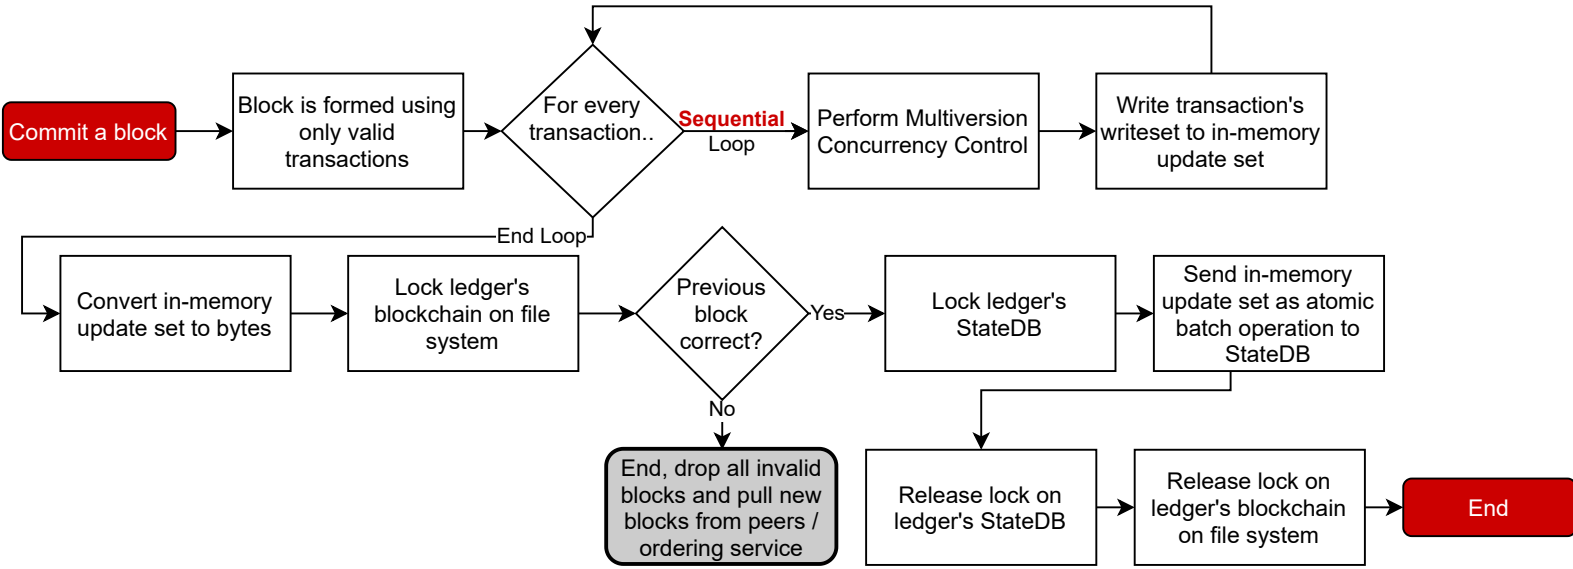 Commit a block
Block is formed using
only valid
transactions
For every
transaction..
Sequential
Loop
Perform Multiversion
Concurrency Control
Write transaction's
writeset to in-memory
update set
End Loop
Convert in-memory
update set to bytes
Lock ledger's
blockchain on file
system
Previous
block
correct?
Yes
Lock ledger's
StateDB
Send in-memory
update set as atomic
batch operation to
StateDB
No
End, drop all invalid
blocks and pull new
blocks from peers /
ordering service
Release lock on
ledger's StateDB
Release lock on
ledger's blockchain
on file system
End